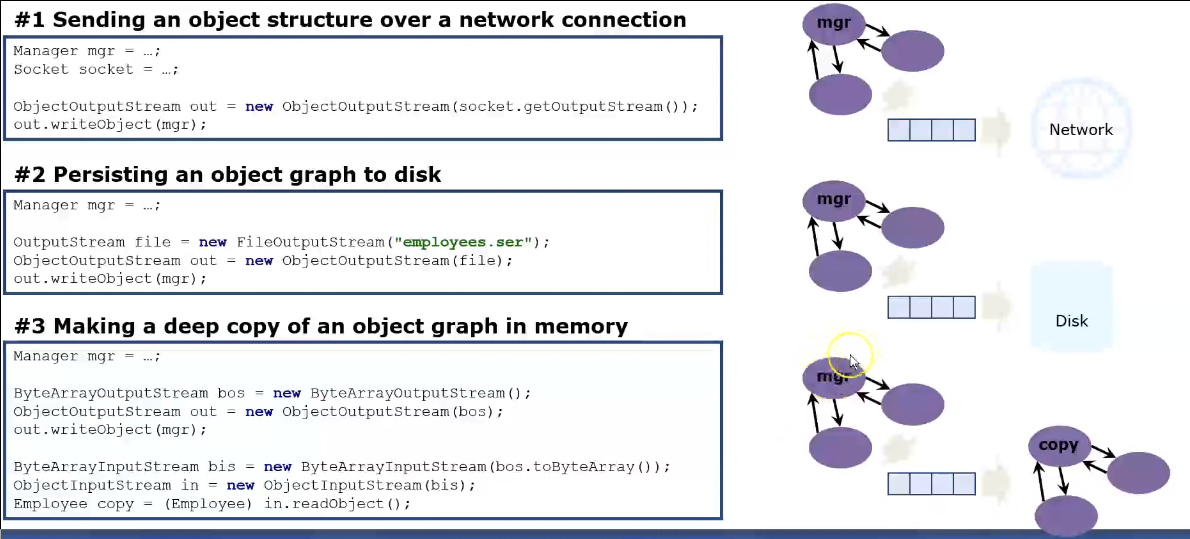 #1 Sending an object structure over a network connection
Manager mgr = …;
Socket socket = …;
ObjectOutputStream out = new ObjectOutputStream(socket.getOutputStream());
out.writeObject(mgr);
mgr
Network
#2 Persisting an object graph to disk
Manager mgr = …;
OutputStream file = new FileOutputStream("employees.ser");
ObjectOutputStream out = new ObjectOutputStream(file);
out.writeObject(mgr);
mgr
Disk
#3 Making a deep copy of an object graph in memory
Manager mgr = …;
ByteArrayOutputStream bos = new ByteArrayOutputStream();
ObjectOutputStream out = new ObjectOutputStream(bos);
out.writeObject(mgr);
ByteArrayInputStream bis = new ByteArrayInputStream(bos.toByteArray());
ObjectInputStream in = new ObjectInputStream(bis);
Employee copy = (Employee) in.readObject();
mgr
copy